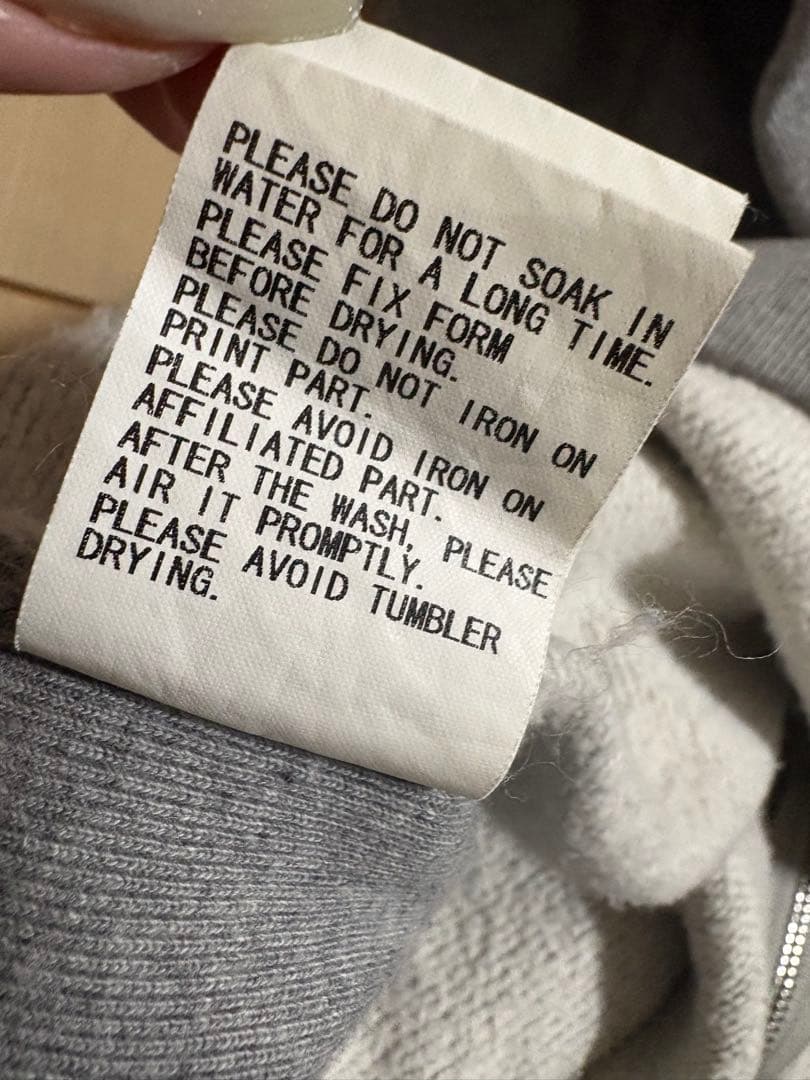 PLEASE DO NOT SOAK IN
WATER FOR A LONG TIME.
PLEASE FIX FORM
BEFORE DRYING.
PLEASE DO NOT IRON ON
PRINT PART.
PLEASE AVOID IRON ON
AFFILIATED PART.
AFTER THE WASH, PLEASE
AIR IT PROMPTLY.
PLEASE AVOID TUMBLER
DRYING.